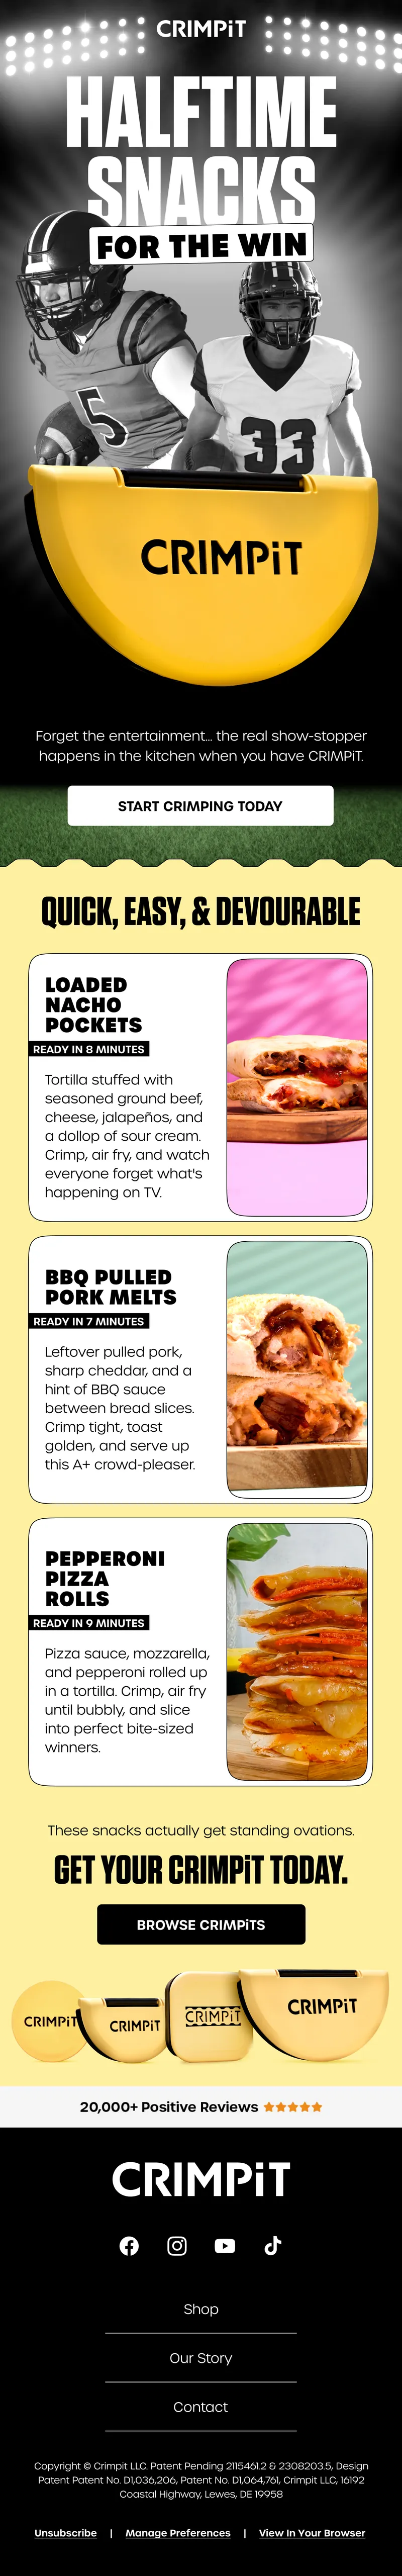 CRIMPiT
HALFTIME
SNACKS
FOR THE WIN
5
33
CRIMPiT
Forget the entertainment... the real show-stopper
happens in the kitchen when you have CRIMPiT.
START CRIMPING TODAY
QUICK, EASY, & DEVOURABLE
LOADED
NACHO
POCKETS
READY IN 8 MINUTES
Tortilla stuffed with
seasoned ground beef,
cheese, jalapeños, and
a dollop of sour cream.
Crimp, air fry, and watch
everyone forget what's
happening on TV.
BBQ PULLED
PORK MELTS
READY IN 7 MINUTES
Leftover pulled pork,
sharp cheddar, and a
hint of BBQ sauce
between bread slices.
Crimp tight, toast
golden, and serve up
this A+ crowd-pleaser.
PEPPERONI
PIZZA
ROLLS
READY IN 9 MINUTES
Pizza sauce, mozzarella,
and pepperoni rolled up
in a tortilla. Crimp, air fry
until bubbly, and slice
into perfect bite-sized
winners.
These snacks actually get standing ovations.
GET YOUR CRIMPiT TODAY.
BROWSE CRIMPiTS
CRIMPiT
CRIMPiT
CRIMPiT
CRIMPiT
20,000+ Positive Reviews
CRIMPiT
Shop
Our Story
Contact
Copyright © Crimpit LLC. Patent Pending 2115461.2 & 2308203.5, Design
Patent Patent No. D1,036,206, Patent No. D1,064,761, Crimpit LLC, 16192
Coastal Highway, Lewes, DE 19958
Unsubscribe | Manage Preferences | View In Your Browser